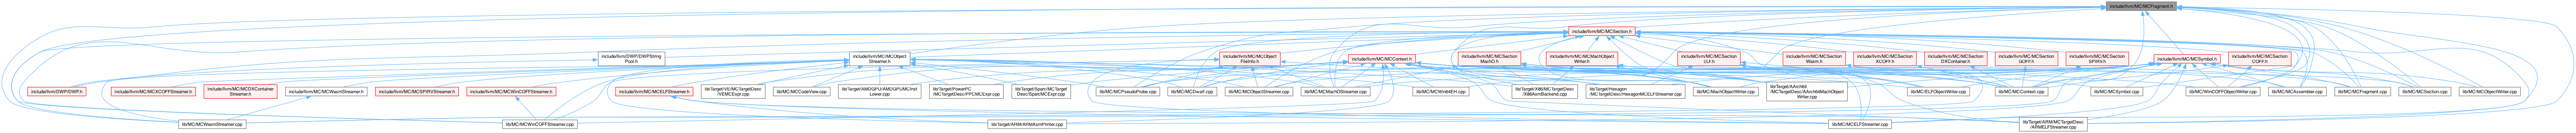 include/llvm/MC/MCFragment.h
include/llvm/MC/MCSection.h
include/llvm/DWP/DWPString
Pool.h
include/llvm/MC/MCObject
Streamer.h
include/llvm/MC/MCObject
FileInfo.h
include/llvm/MC/MCContext.h
include/llvm/MC/MCSection
MachO.h
include/llvm/MC/MCMachObject
Writer.h
include/llvm/MC/MCSection
ELF.h
include/llvm/MC/MCSection
Wasm.h
include/llvm/MC/MCSection
XCOFF.h
include/llvm/MC/MCSection
DXContainer.h
include/llvm/MC/MCSection
GOFF.h
include/llvm/MC/MCSection
SPIRV.h
include/llvm/MC/MCSymbol.h
include/llvm/MC/MCSection
COFF.h
include/llvm/DWP/DWP.h
include/llvm/MC/MCXCOFFStreamer.h
include/llvm/MC/MCDXContainer
Streamer.h
include/llvm/MC/MCWasmStreamer.h
include/llvm/MC/MCSPIRVStreamer.h
include/llvm/MC/MCWinCOFFStreamer.h
include/llvm/MC/MCELFStreamer.h
lib/Target/VE/MCTargetDesc
/VEMCExpr.cpp
lib/MC/MCCodeView.cpp
lib/Target/AMDGPU/AMDGPUMCInst
Lower.cpp
lib/Target/PowerPC
/MCTargetDesc/PPCMCExpr.cpp
lib/Target/Sparc/MCTarget
Desc/SparcMCExpr.cpp
lib/MC/MCPseudoProbe.cpp
lib/MC/MCDwarf.cpp
lib/MC/MCObjectStreamer.cpp
lib/MC/MCMachOStreamer.cpp
lib/MC/MCWin64EH.cpp
lib/Target/X86/MCTargetDesc
/X86AsmBackend.cpp
lib/Target/Hexagon
/MCTargetDesc/HexagonMCELFStreamer.cpp
lib/MC/MachObjectWriter.cpp
lib/Target/AArch64
/MCTargetDesc/AArch64MachObject
Writer.cpp
lib/MC/ELFObjectWriter.cpp
lib/MC/MCContext.cpp
lib/MC/MCSymbol.cpp
lib/MC/WinCOFFObjectWriter.cpp
lib/MC/MCAssembler.cpp
lib/MC/MCFragment.cpp
lib/MC/MCSection.cpp
lib/MC/MCObjectWriter.cpp
lib/MC/MCWasmStreamer.cpp
lib/MC/MCWinCOFFStreamer.cpp
lib/Target/ARM/ARMAsmPrinter.cpp
lib/MC/MCELFStreamer.cpp
lib/Target/ARM/MCTargetDesc
/ARMELFStreamer.cpp